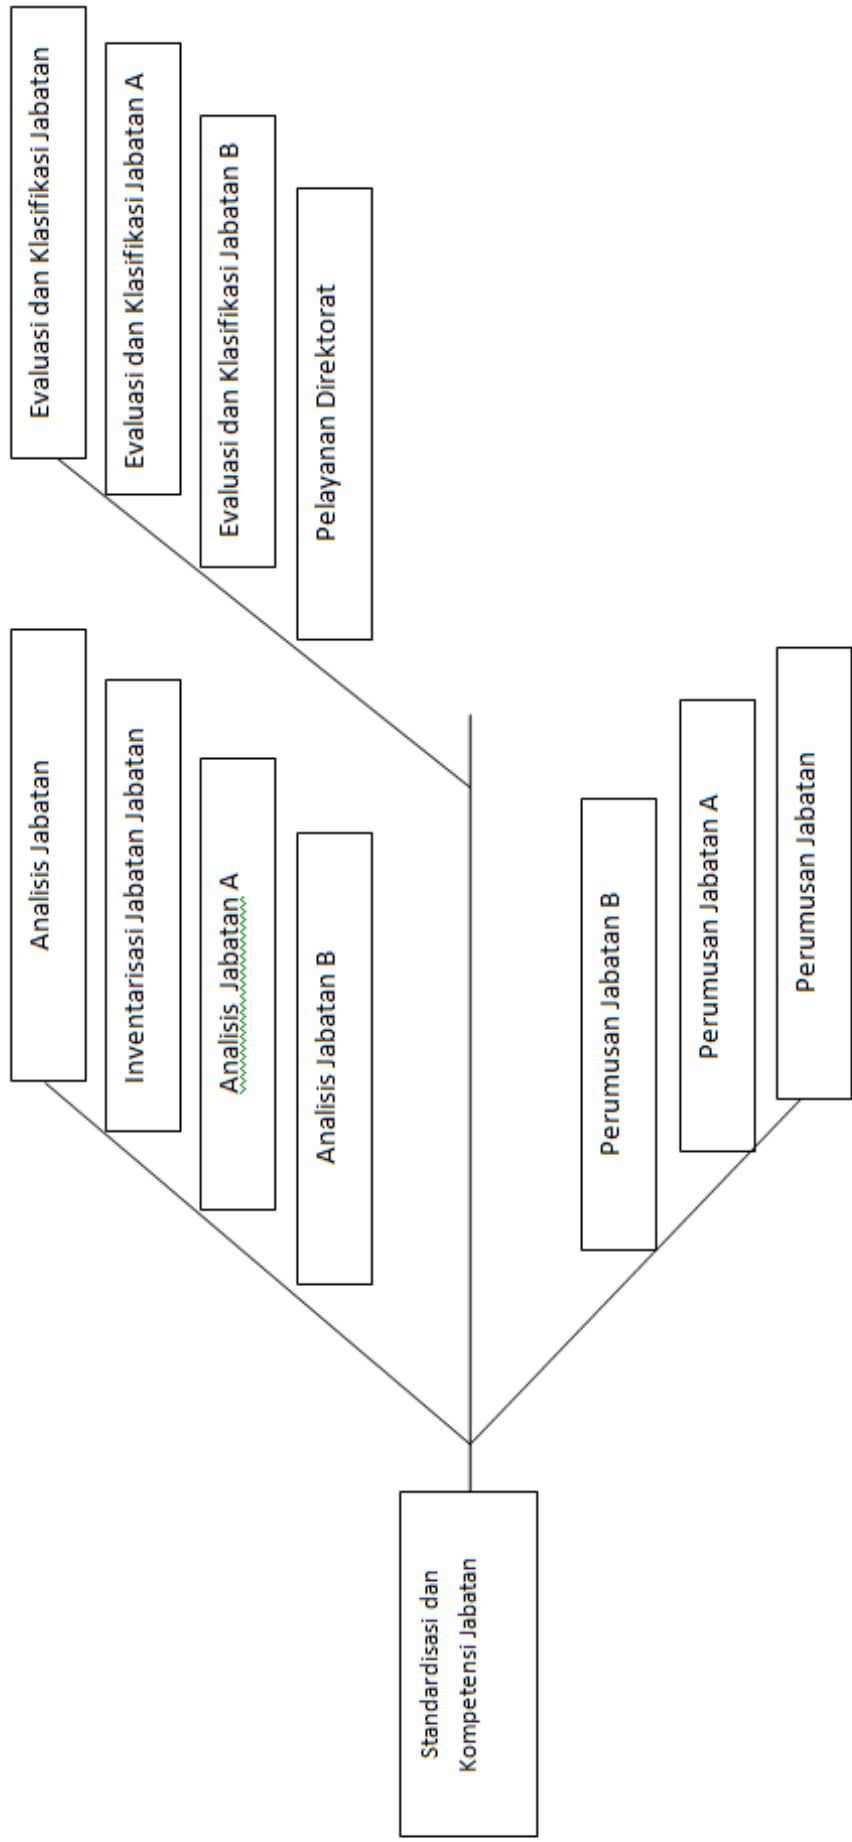 Standardisasi dan
Kompetensi Jabatan
Analisis Jabatan
Inventarisasi Jabatan Jabatan
Analisis Jabatan A
Analisis Jabatan B
Evaluasi dan Klasifikasi Jabatan
Evaluasi dan Klasifikasi Jabatan A
Evaluasi dan Klasifikasi Jabatan B
Pelayanan Direktorat
Perumusan Jabatan B
Perumusan Jabatan A
Perumusan Jabatan